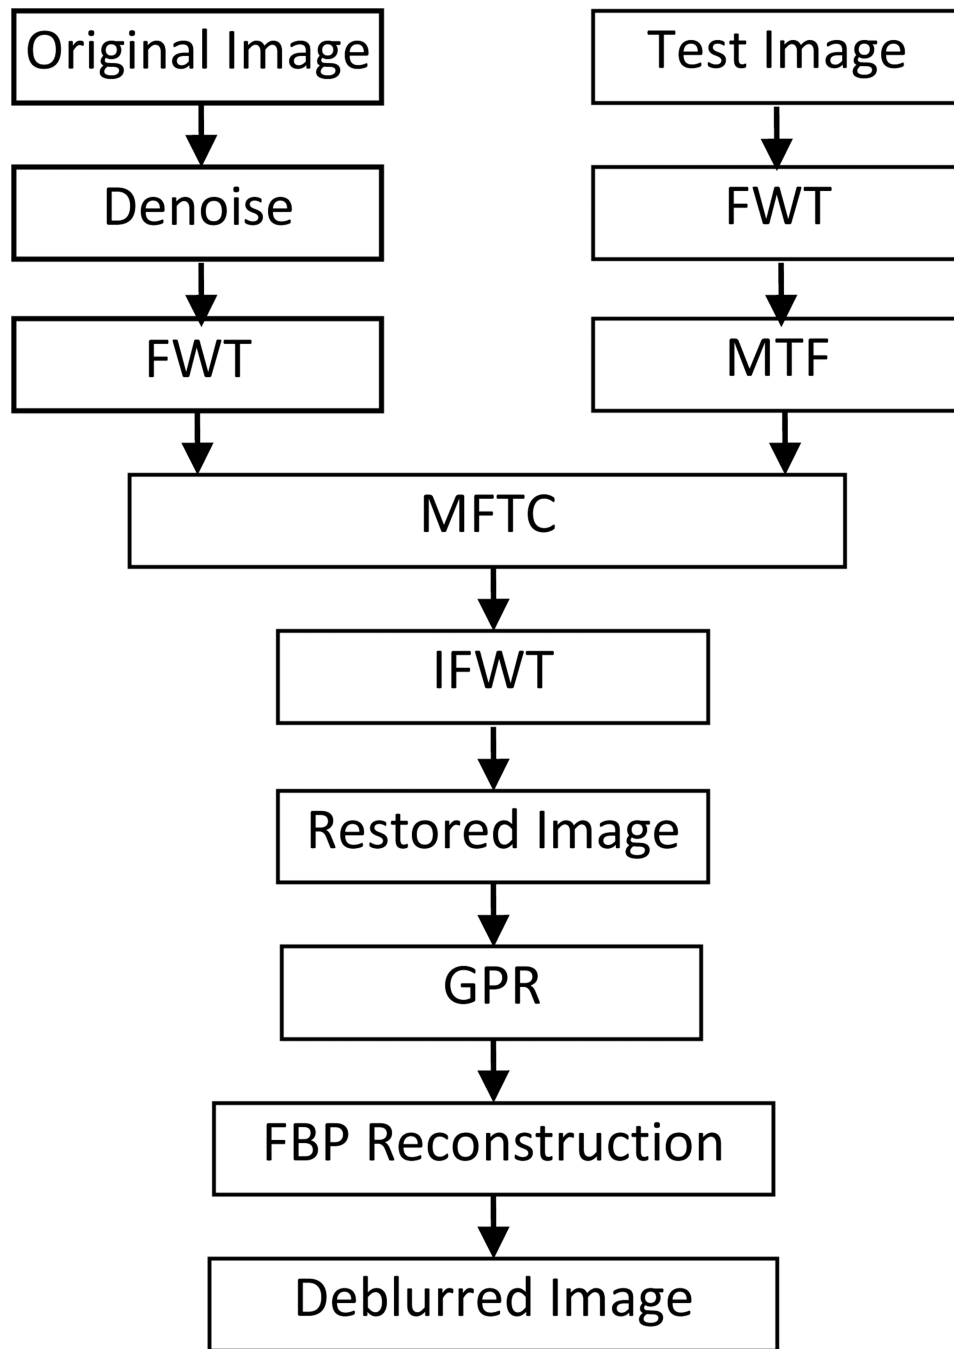 Original Image
Test Image
Denoise
FWT
FWT
MTF
MFTC
IFWT
Restored Image
GPR
FBP Reconstruction
Deblurred Image